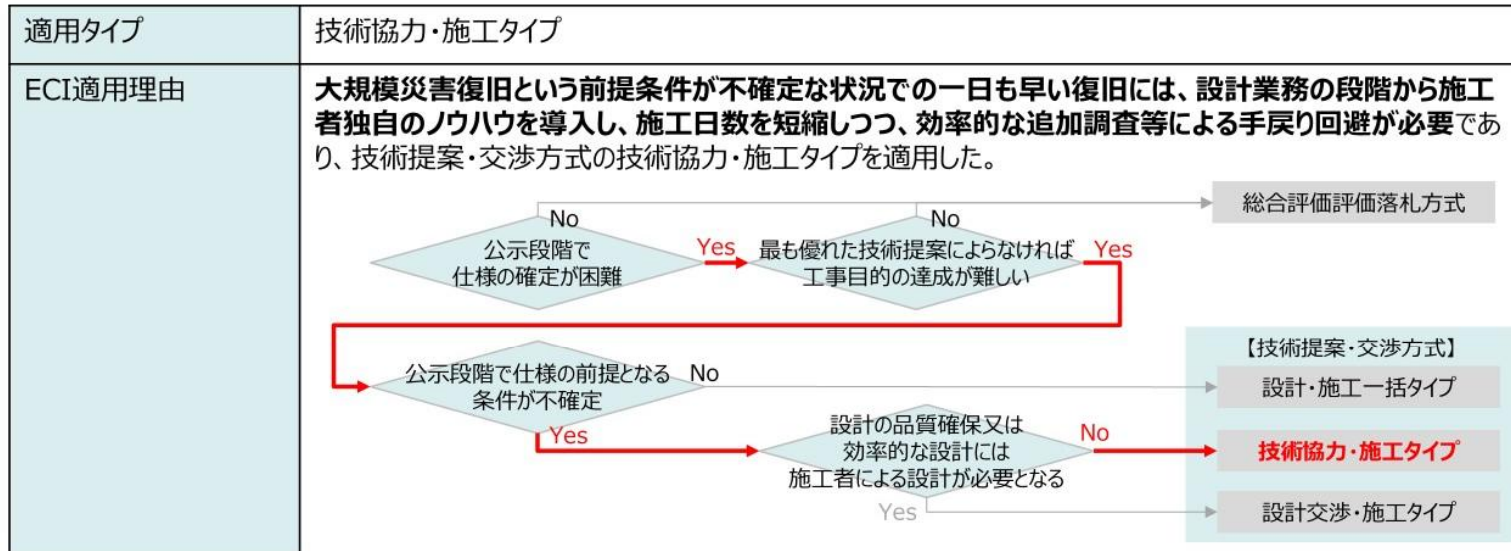 適用タイプ
技術協力・施工タイプ
ECI適用理由
大規模災害復旧という前提条件が不確定な状況での一日も早い復旧には、設計業務の段階から施工
者独自のノウハウを導入し、施工日数を短縮しつつ、効率的な追加調査等による手戻り回避が必要であ
り、技術提案・交渉方式の技術協力・施工タイプを適用した。
総合評価評価落札方式
No
No
公示段階で
仕様の確定が困難
Yes
最も優れた技術提案によらなければ
工事目的の達成が難しい
Yes
【技術提案・交渉方式】
公示段階で仕様の前提となる
条件が不確定
No
設計・施工一括タイプ
Yes
設計の品質確保又は
効率的な設計には
施工者による設計が必要となる
No
技術協力・施工タイプ
Yes
設計交渉・施工タイプ